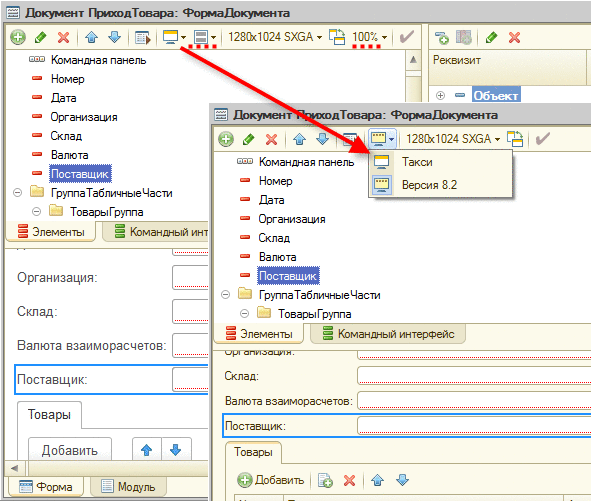 Документ ПриходТовара: ФормаДокумента
1280x1024 SXGA
100%
Командная панель
Номер
Дата
Организация
Склад
Валюта
Поставщик
ГруппаТабличныеЧасти
ТоварыГруппа
Элементы
Командный инт
Реквизит
Объект
Организация:
Склад:
Валюта взаиморасчетов:
Поставщик:
Товары
Добавить
Форма
Модуль
Документ ПриходТовара: ФормаДокумента
1280x1024 SXGA
Такси
Версия 8.2
Командная панель
Номер
Дата
Организация
Склад
Валюта
Поставщик
ГруппаТабличныеЧасти
ТоварыГруппа
Элементы
Командный интерфейс
Организация:
Склад:
Валюта взаиморасчетов:
Поставщик:
Товары
Добавить